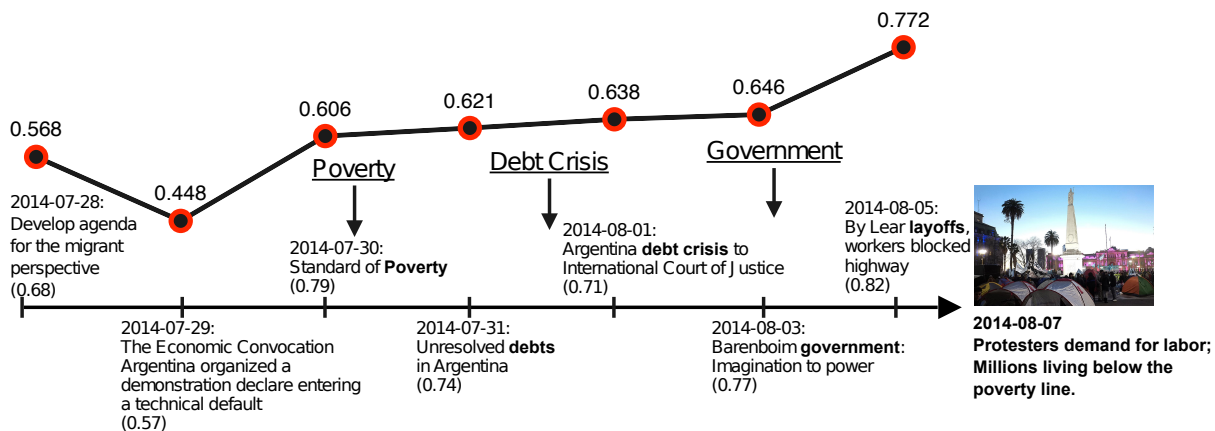 0.568
0.448
0.606
0.621
0.638
0.646
0.772
Poverty
Debt Crisis
Government
2014-07-28:
Develop agenda
for the migrant
perspective
(0.68)
2014-07-29:
The Economic Convocation
Argentina organized a
demonstration declare entering
a technical default
(0.57)
2014-07-30:
Standard of Poverty
(0.79)
2014-07-31:
Unresolved debts
in Argentina
(0.74)
2014-08-01:
Argentina debt crisis to
International Court of Justice
(0.71)
2014-08-03:
Barenboim government:
Imagination to power
(0.77)
2014-08-05:
By Lear layoffs,
workers blocked
highway
(0.82)
2014-08-07
Protesters demand for labor;
Millions living below the
poverty line.